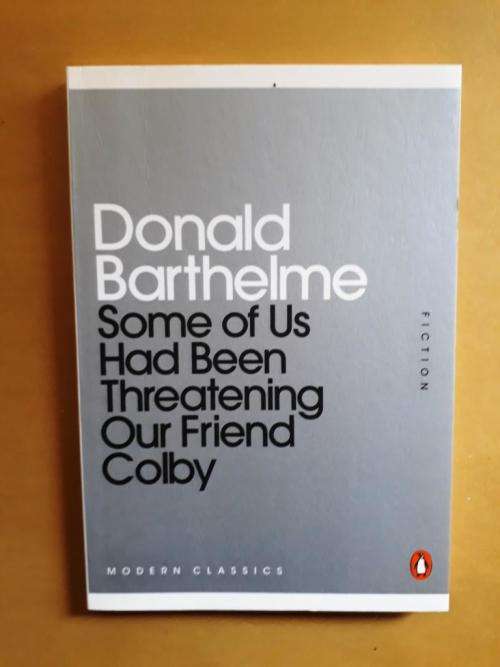 Donald
Barthelme
Some of Us
Had Been
Threatening
Our Friend
Colby
FICTION
MODERN CLASSICS